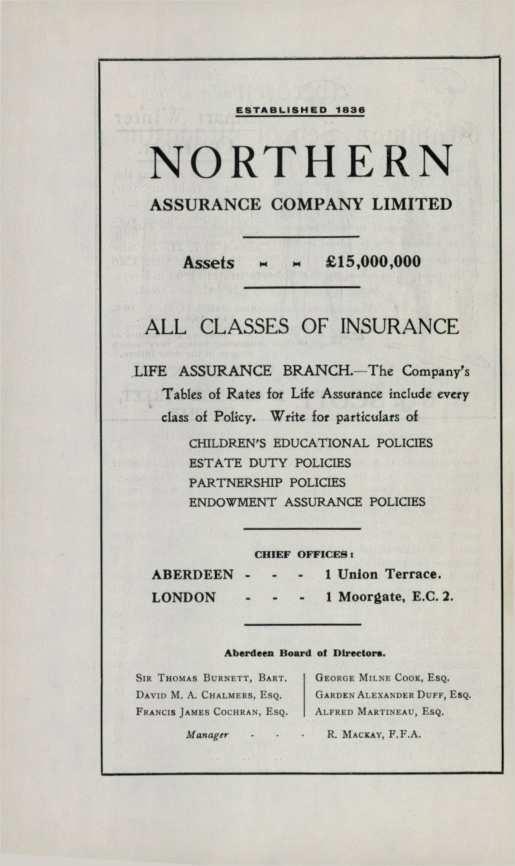 ESTABLISHED 1836
NORTHERN
ASSURANCE COMPANY LIMITED
Assets - - £15,000,000
ALL CLASSES OF INSURANCE
LIFE ASSURANCE BRANCH.—The Company's
Tables of Rates for Life Assurance include every
class of Policy. Write for particulars of
CHILDREN'S EDUCATIONAL POLICIES
ESTATE DUTY POLICIES
PARTNERSHIP POLICIES
ENDOWMENT ASSURANCE POLICIES
CHIEF OFFICES:
ABERDEEN - - - 1 Union Terrace.
LONDON - - - 1 Moorgate, E.C. 2.
Aberdeen Board of Directors.
SIR THOMAS BURNETT, BART.
DAVID M. A. CHALMERS, ESQ.
FRANCIS JAMES COCHRAN, ESQ.
GEORGE MILNE COOK, ESQ.
GARDEN ALEXANDER DUFF, ESQ.
ALFRED MARTINEAU, ESQ.
Manager - - - R. MACKAY, F.F.A.